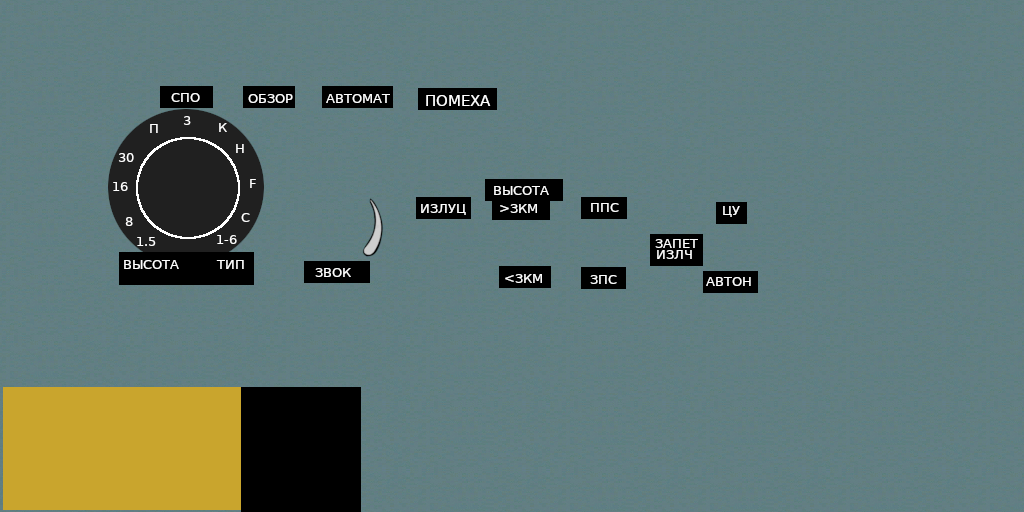 СПО
ОБЗОР
АВТОМАТ
ПОМЕХА
П
З
К
Н
F
С
1-6
30
16
8
1.5
ВЫСОТА
ТИП
ЗВОК
ИЗЛУЦ
ВЫСОТА
>3КМ
ППС
ЦУ
ЗАПЕТ
ИЗЛЧ
<3КМ
ЗПС
АВТОН